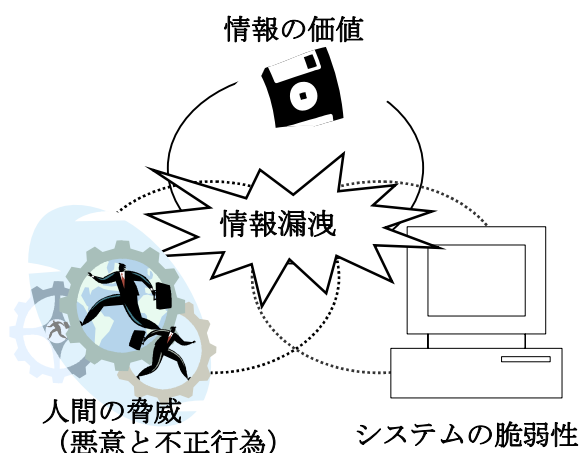 情報の価値
情報漏洩
人間の脅威
（悪意と不正行為）
システムの脆弱性